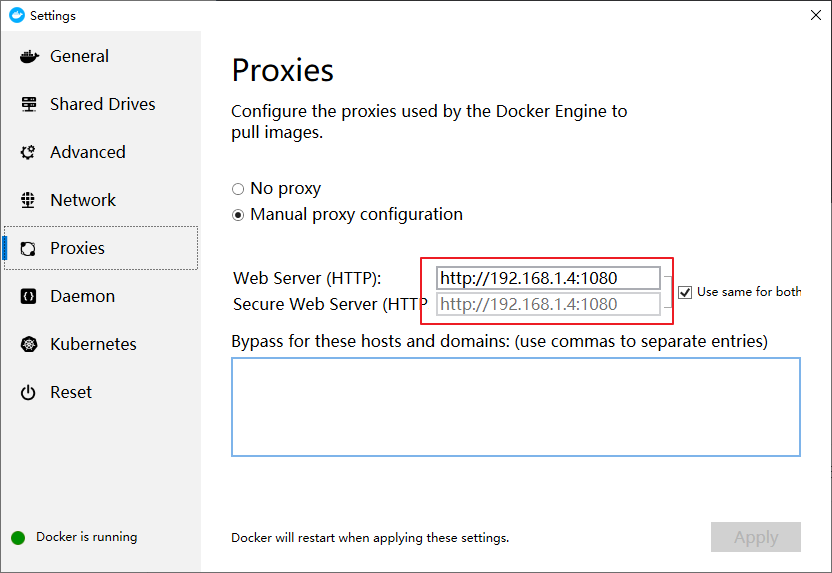 Settings
General
Shared Drives
Advanced
Network
Proxies
Daemon
Kubernetes
Reset
Docker is running
Proxies
Configure the proxies used by the Docker Engine to
pull images.
No proxy
Manual proxy configuration
Web Server (HTTP): http://192.168.1.4:1080
Secure Web Server (HTTP http://192.168.1.4:1080
Use same for both
Bypass for these hosts and domains: (use commas to separate entries)
Docker will restart when applying these settings.
Apply